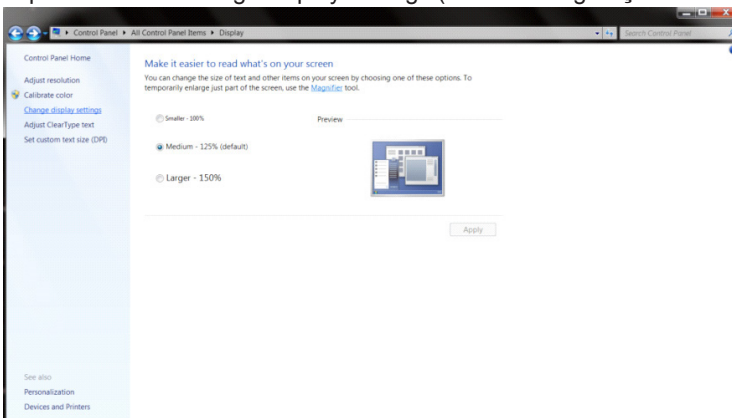 Control Panel ▸ All Control Panel Items ▸ Display
Search Control Panel
Control Panel Home
Adjust resolution
Calibrate color
Change display settings
Adjust ClearType text
Set custom text size (DPI)
Make it easier to read what's on your screen
You can change the size of text and other items on your screen by choosing one of these options. To
temporarily enlarge just part of the screen, use the Magnifier tool.
Smaller - 100%
Preview
Medium - 125% (default)
Larger - 150%
Apply
See also
Personalization
Devices and Printers